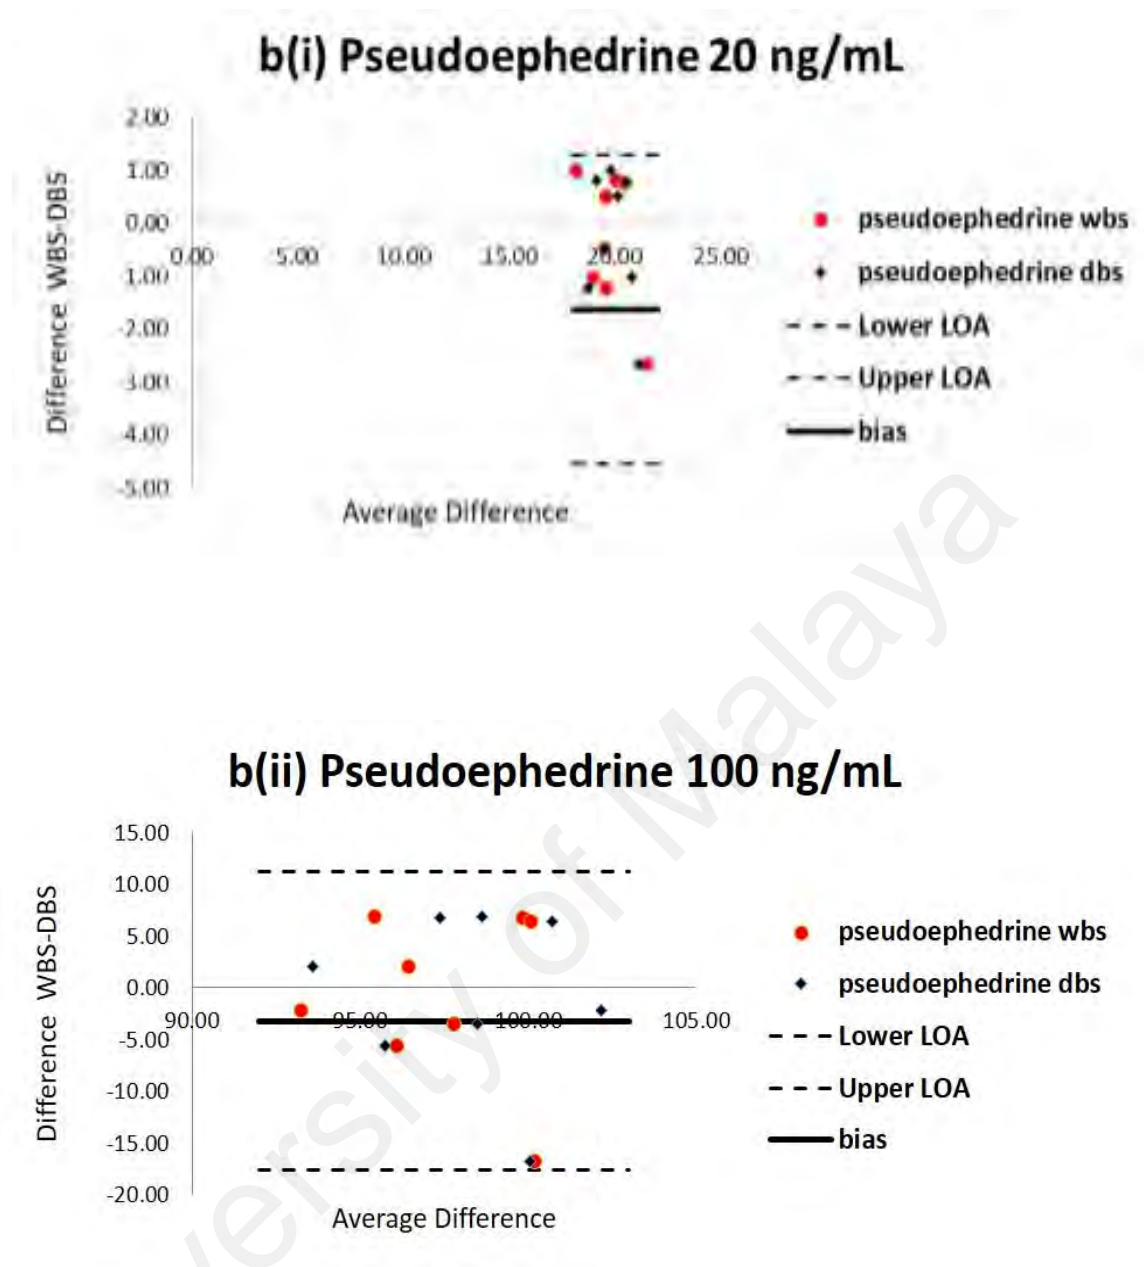 b(i) Pseudoephedrine 20 ng/mL
2.00
1.00
0.00
0.00 5.00 10.00 15.00 20.00 25.00
1.00
-2.00
-3.00
-4.00
-5.00
Difference WBS-DBS
Average Difference
pseudoephedrine wbs
pseudoephedrine dbs
Lower LOA
Upper LOA
bias
b(ii) Pseudoephedrine 100 ng/mL
15.00
10.00
5.00
0.00
90.00 95.00 100.00 105.00
-5.00
-10.00
-15.00
-20.00
Difference WBS-DBS
Average Difference
pseudoephedrine wbs
pseudoephedrine dbs
Lower LOA
Upper LOA
bias
versity of Malaya